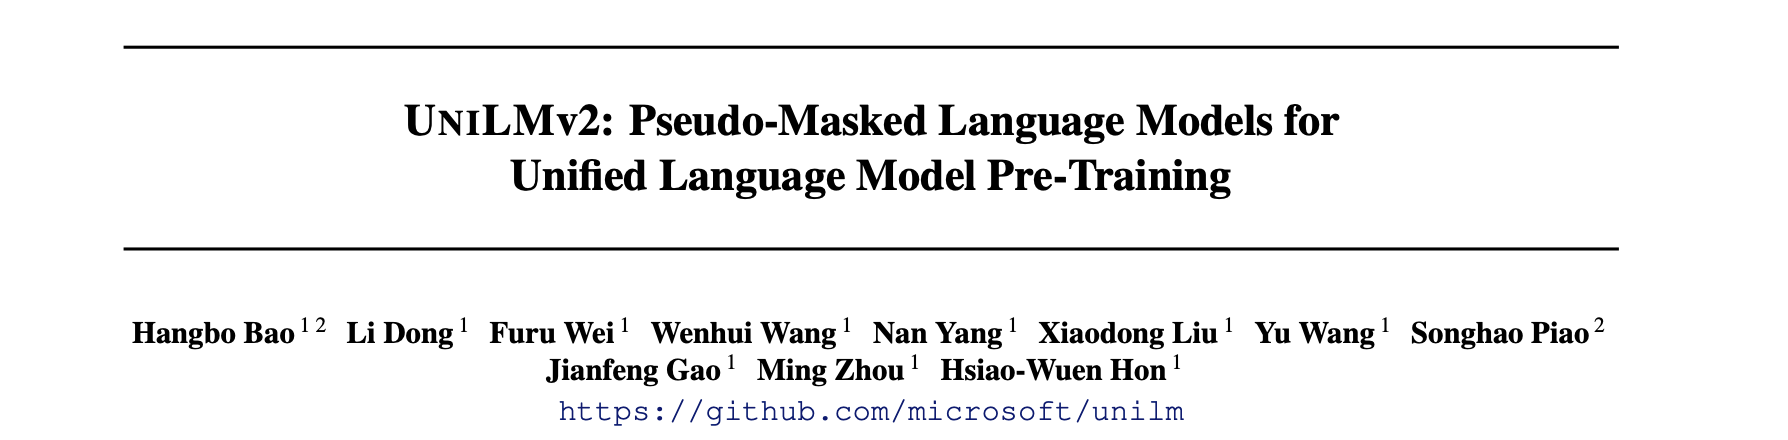 UNILMv2: Pseudo-Masked Language Models for
Unified Language Model Pre-Training
Hangbo Bao 1 2 Li Dong 1 Furu Wei 1 Wenhui Wang 1 Nan Yang 1 Xiaodong Liu 1 Yu Wang 1 Songhao Piao 2
Jianfeng Gao 1 Ming Zhou 1 Hsiao-Wuen Hon 1
https://github.com/microsoft/unilm